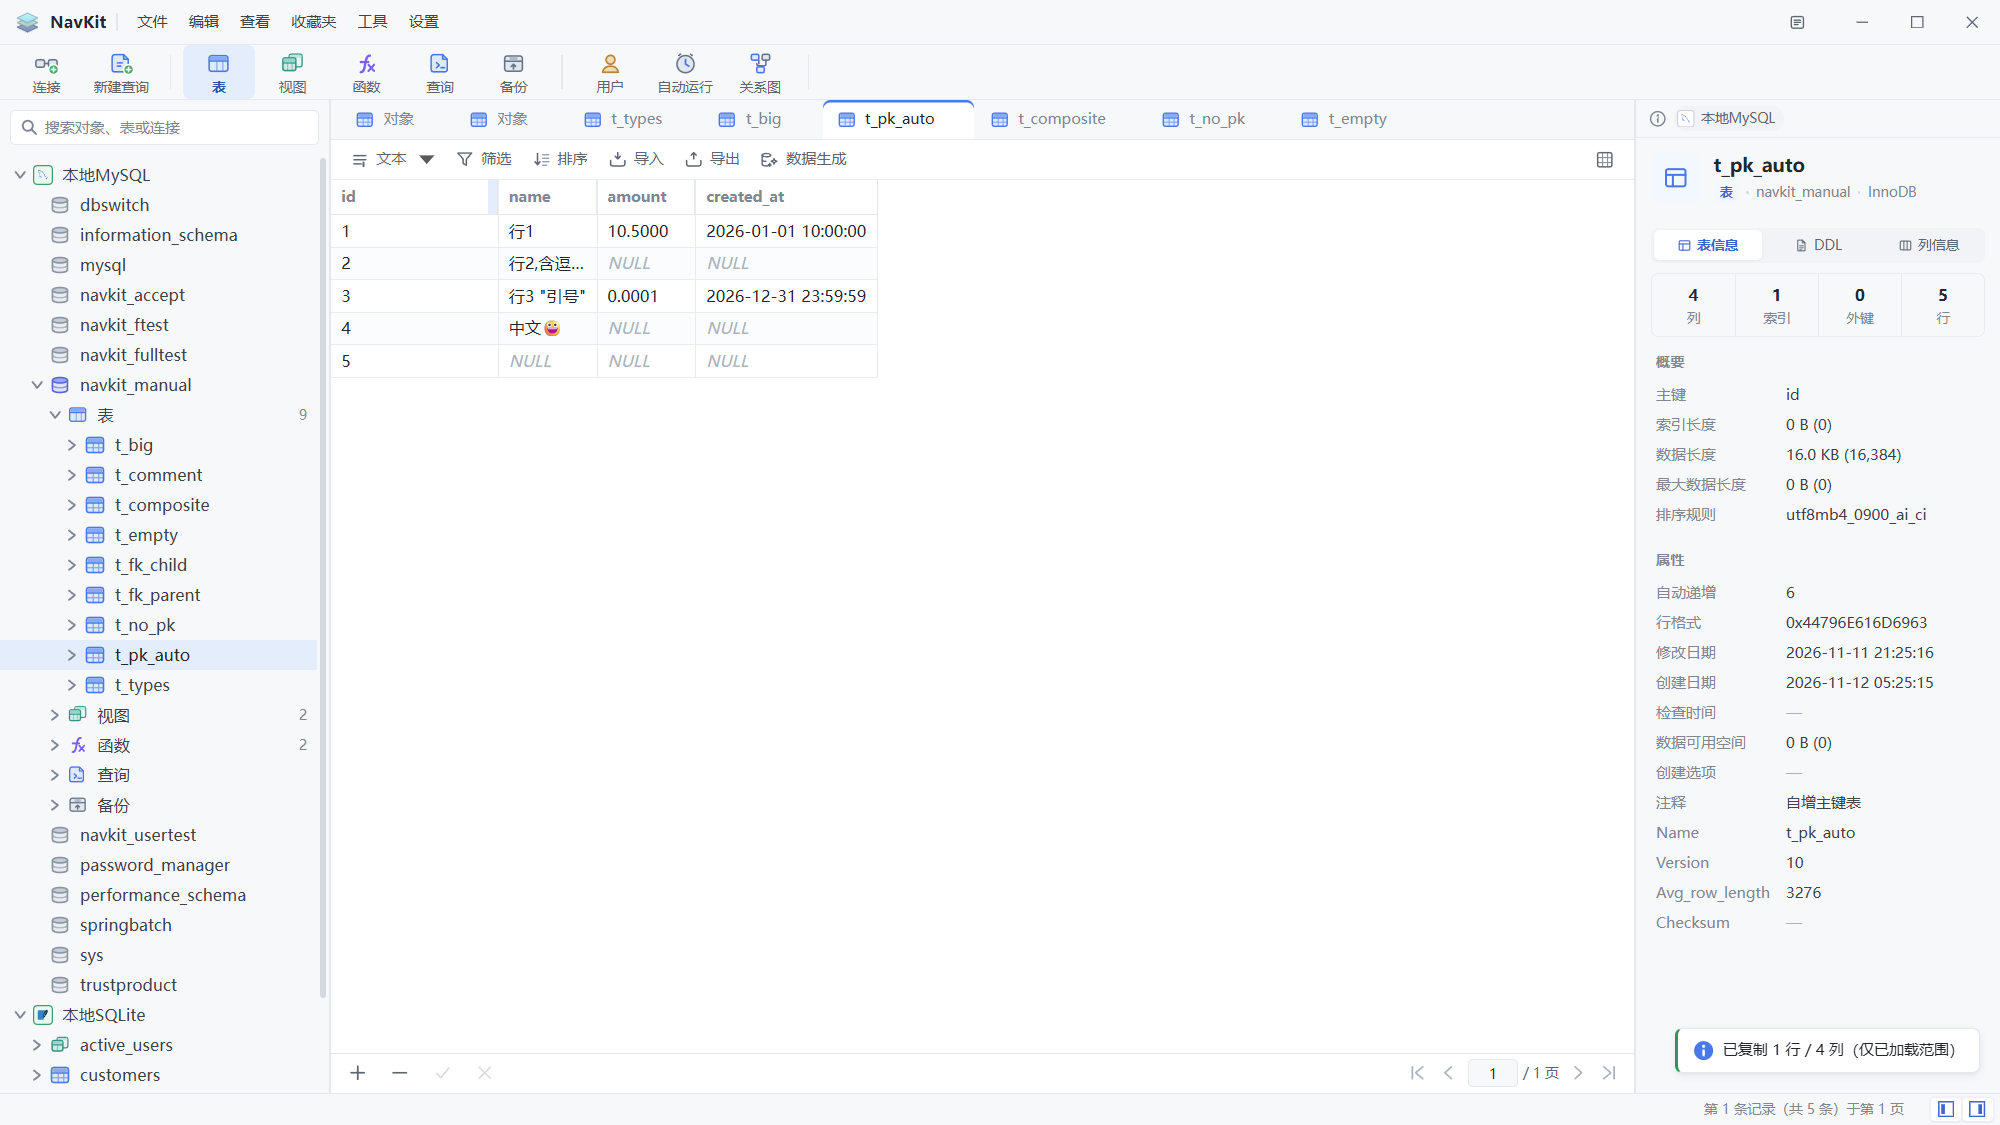 NavKit 文件 编辑 查看 收藏夹 工具 设置
连接 新建查询 表 视图 函数 查询 备份 用户 自动运行 关系图
搜索对象、表或连接
本地MySQL
dbswitch
information_schema
mysql
navkit_accept
navkit_ftest
navkit_fulltest
navkit_manual
表 9
t_big
t_comment
t_composite
t_empty
t_fk_child
t_fk_parent
t_no_pk
t_pk_auto
t_types
视图 2
函数 2
查询
备份
navkit_usertest
password_manager
performance_schema
springbatch
sys
trustproduct
本地SQLite
active_users
customers
对象 对象 t_types t_big t_pk_auto t_composite t_no_pk t_empty
文本 筛选 排序 导入 导出 数据生成
id name amount created_at
1 行1 10.5000 2026-01-01 10:00:00
2 行2,含逗... NULL NULL
3 行3 "引号" 0.0001 2026-12-31 23:59:59
4 中文😀 NULL NULL
5 NULL NULL NULL
1 / 1 页
本地MySQL
t_pk_auto
表 · navkit_manual · InnoDB
表信息 DDL 列信息
4 1 0 5
列 索引 外键 行
概要
主键 id
索引长度 0 B (0)
数据长度 16.0 KB (16,384)
最大数据长度 0 B (0)
排序规则 utf8mb4_0900_ai_ci
属性
自动递增 6
行格式 0x44796E616D6963
修改日期 2026-11-11 21:25:16
创建日期 2026-11-12 05:25:15
检查时间 —
数据可用空间 0 B (0)
创建选项 —
注释 自增主键表
Name t_pk_auto
Version 10
Avg_row_length 3276
Checksum —
已复制 1 行 / 4 列（仅已加载范围）
第 1 条记录（共 5 条）于第 1 页